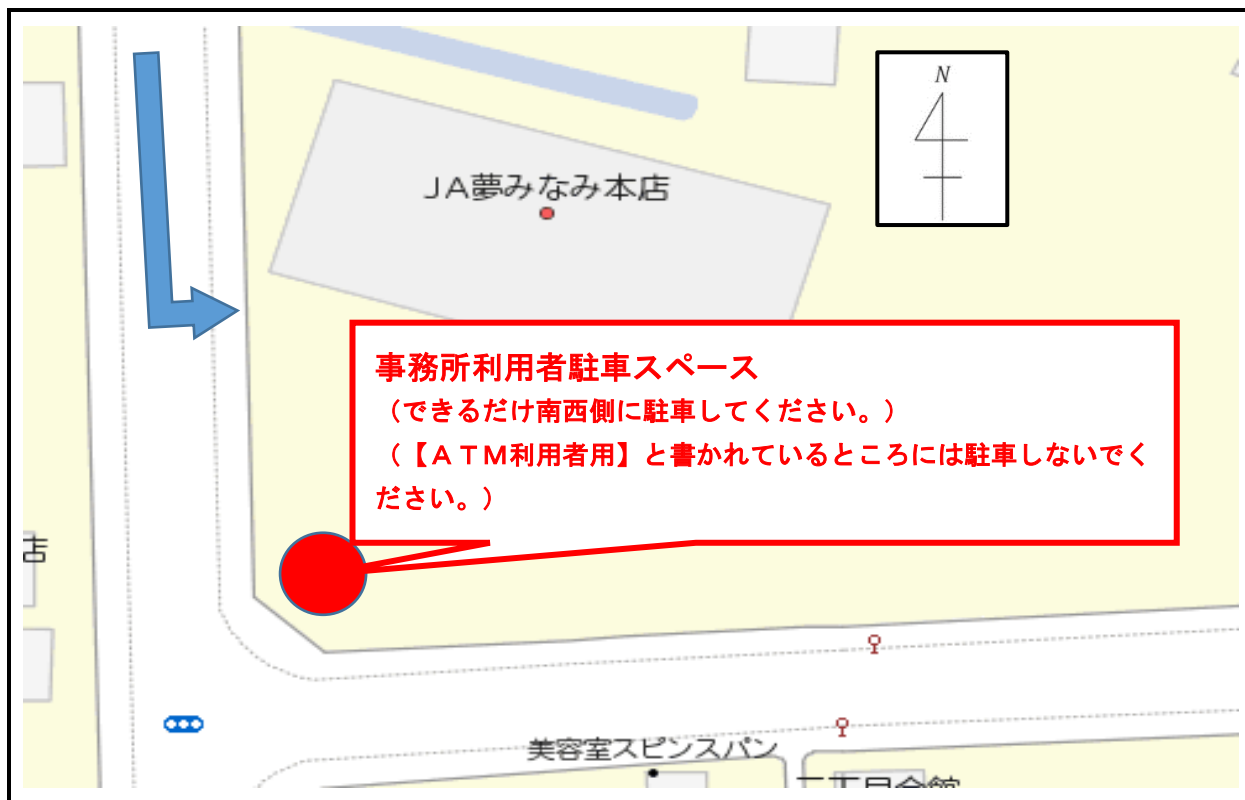 N
JA夢みなみ本店
事務所利用者駐車スペース
（できるだけ南西側に駐車してください。）
（【ＡＴＭ利用者用】と書かれているところには駐車しないでく
ださい。）
店
美容室スピンスパン